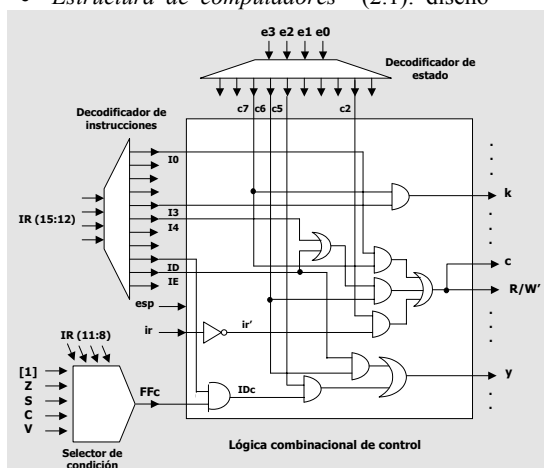 • Estructura de computadores (2.1): diseño
e3 e2 e1 e0
Decodificador de
estado
c7 c6 c5 c2
Decodificador de
instrucciones
I0
k
IR (15:12)
I3
I4
c
ID
IE
R/W'
esp
ir
ir'
IR (11:8)
[1]
Z
S
C
V
FFc
IDc
y
Selector de
condición
Lógica combinacional de control